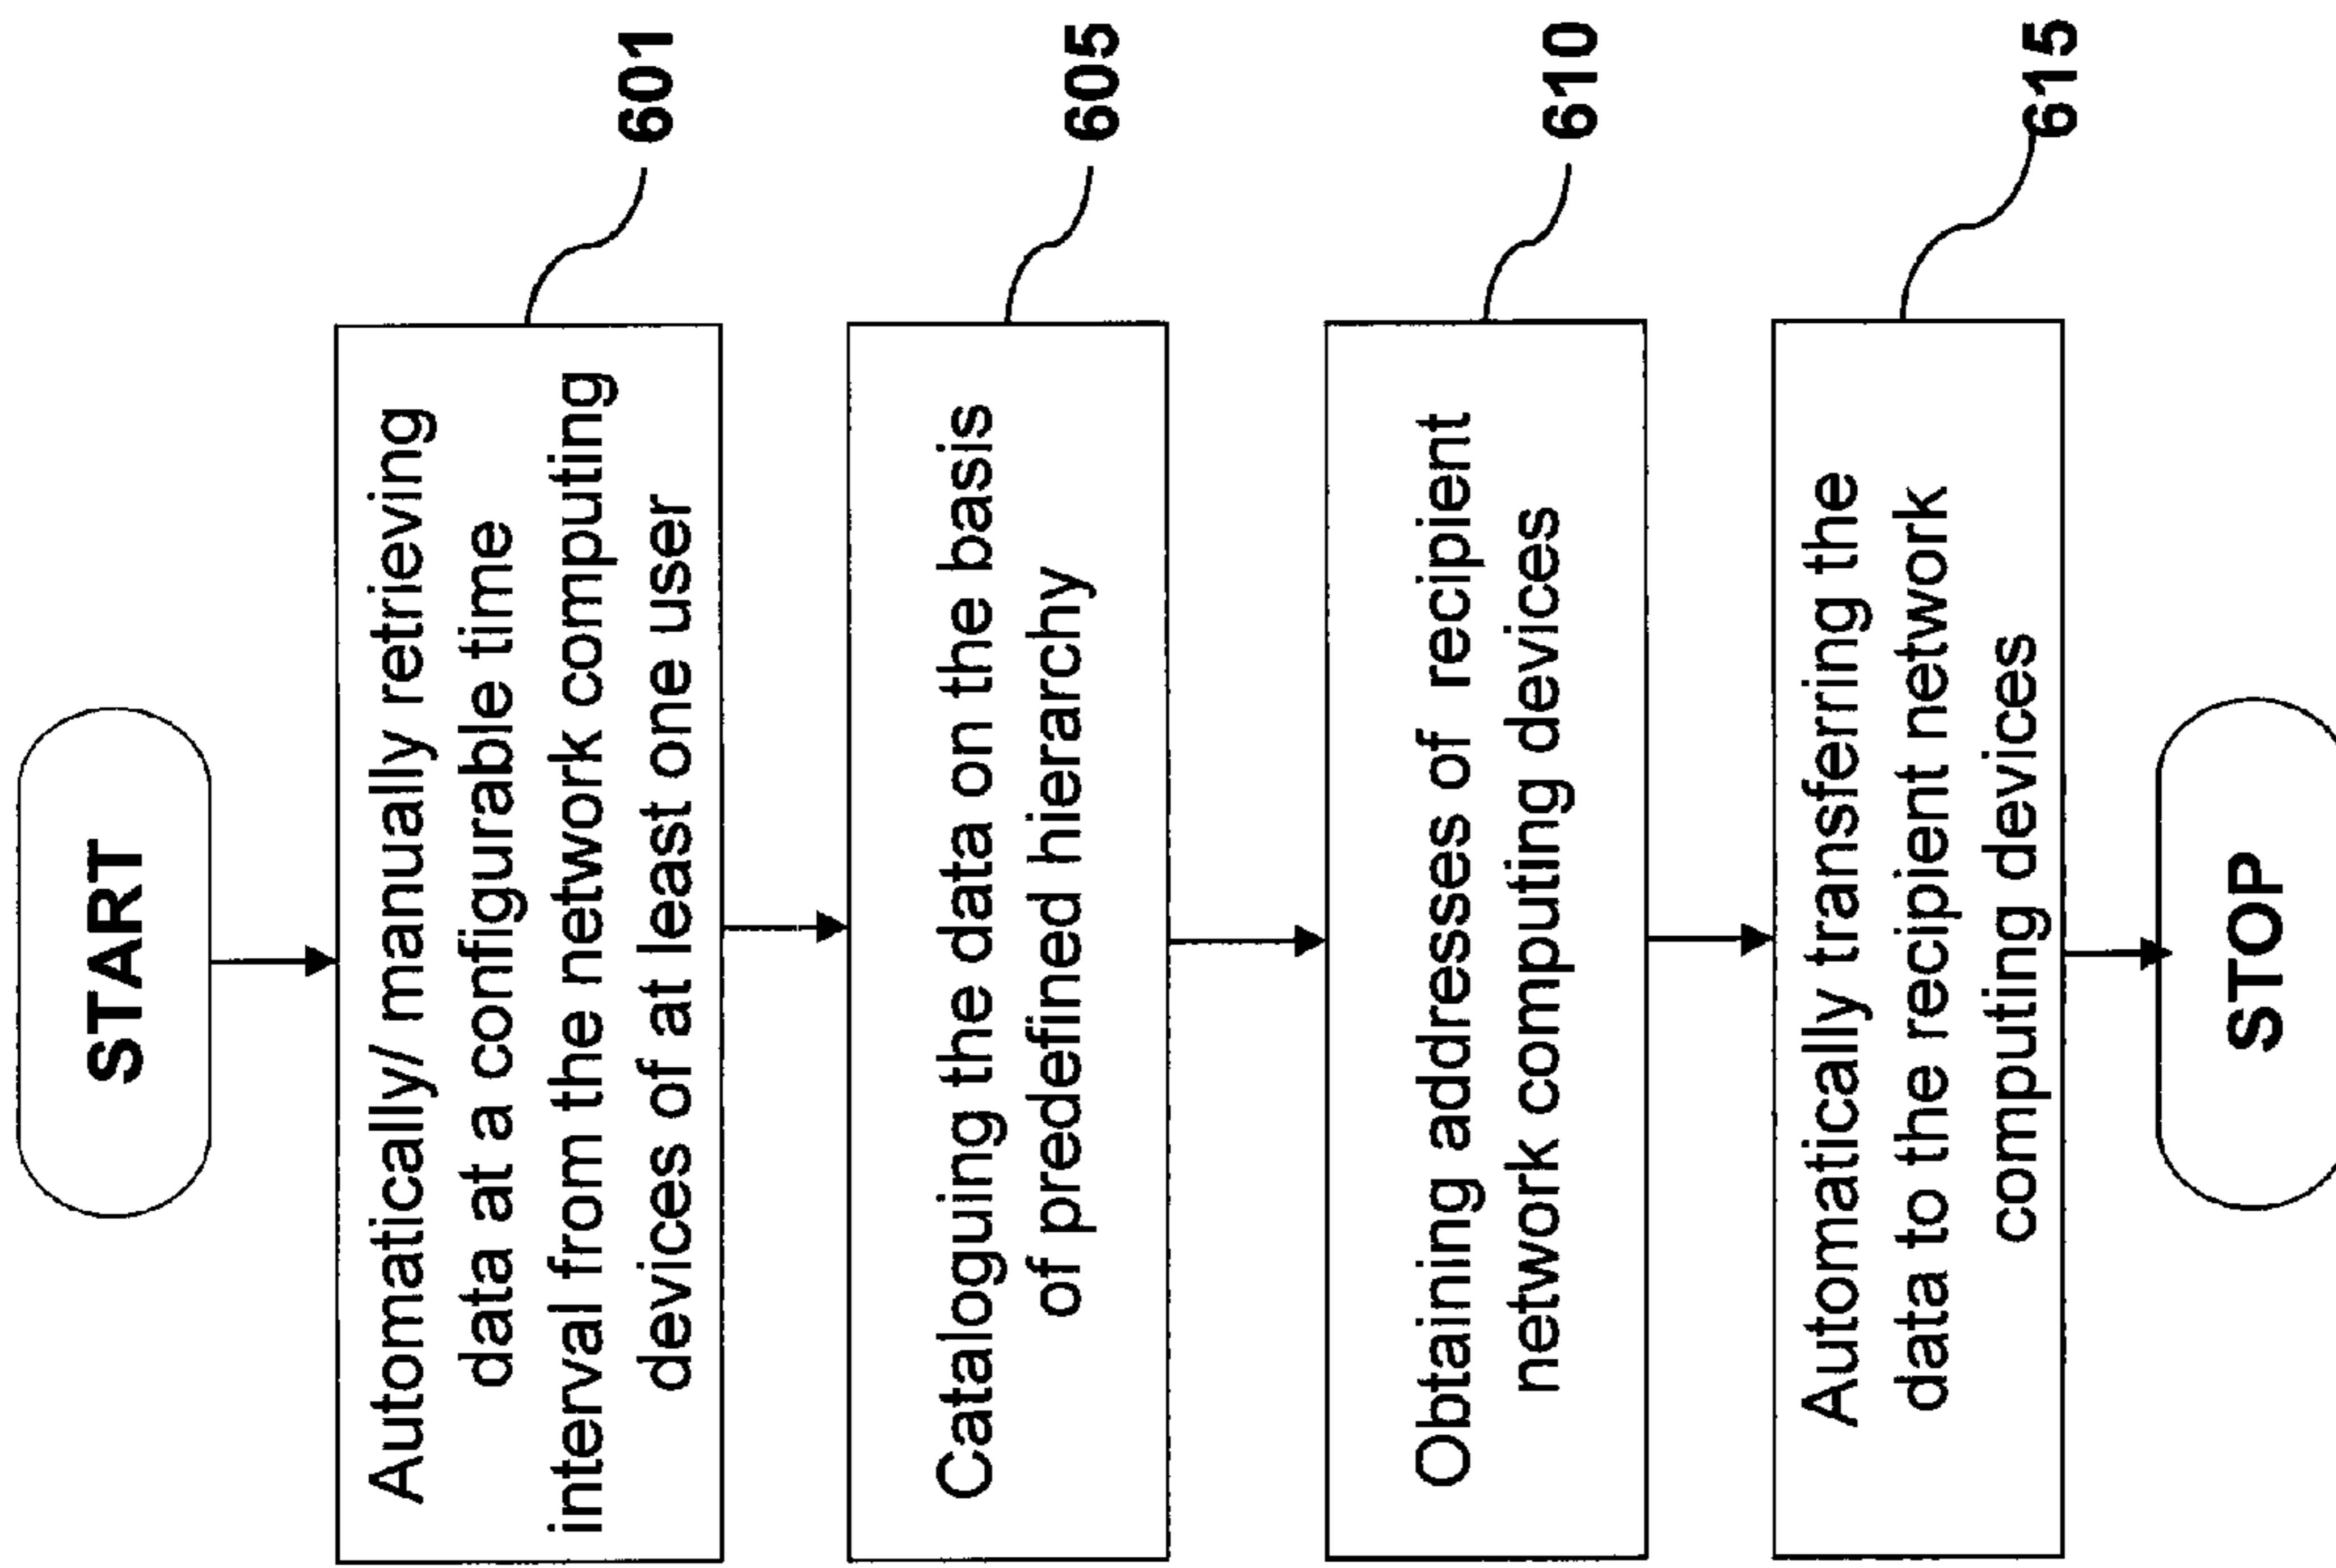 START
Automatically/ manually retrieving
data at a configurable time
interval from the network computing
devices of at least one user
601
Cataloguing the data on the basis
of predefined hierarchy
605
Obtaining addresses of recipient
network computing devices
610
Automatically transferring the
data to the recipient network
computing devices
615
STOP